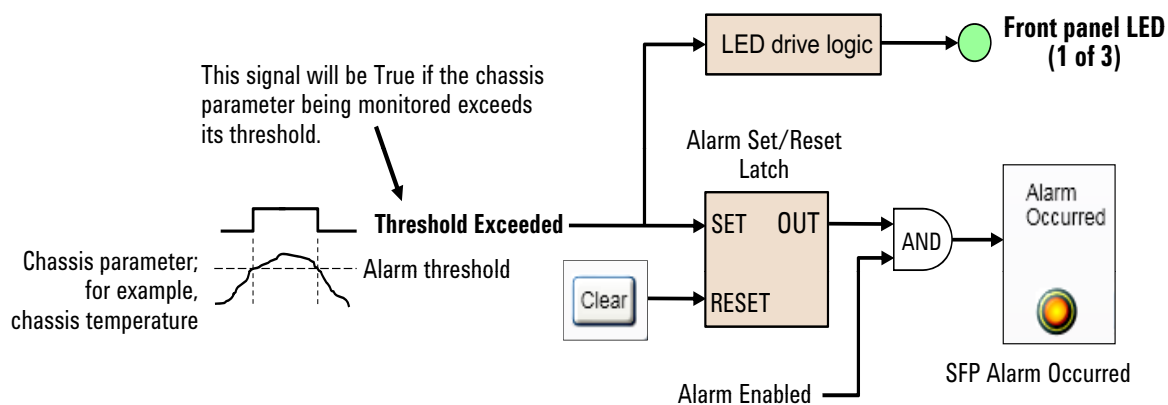 LED drive logic
Front panel LED
(1 of 3)
This signal will be True if the chassis
parameter being monitored exceeds
its threshold.
Alarm Set/Reset
Latch
Threshold Exceeded
SET
OUT
AND
Alarm
Occurred
Chassis parameter;
for example,
chassis temperature
Alarm threshold
Clear
RESET
SFP Alarm Occurred
Alarm Enabled